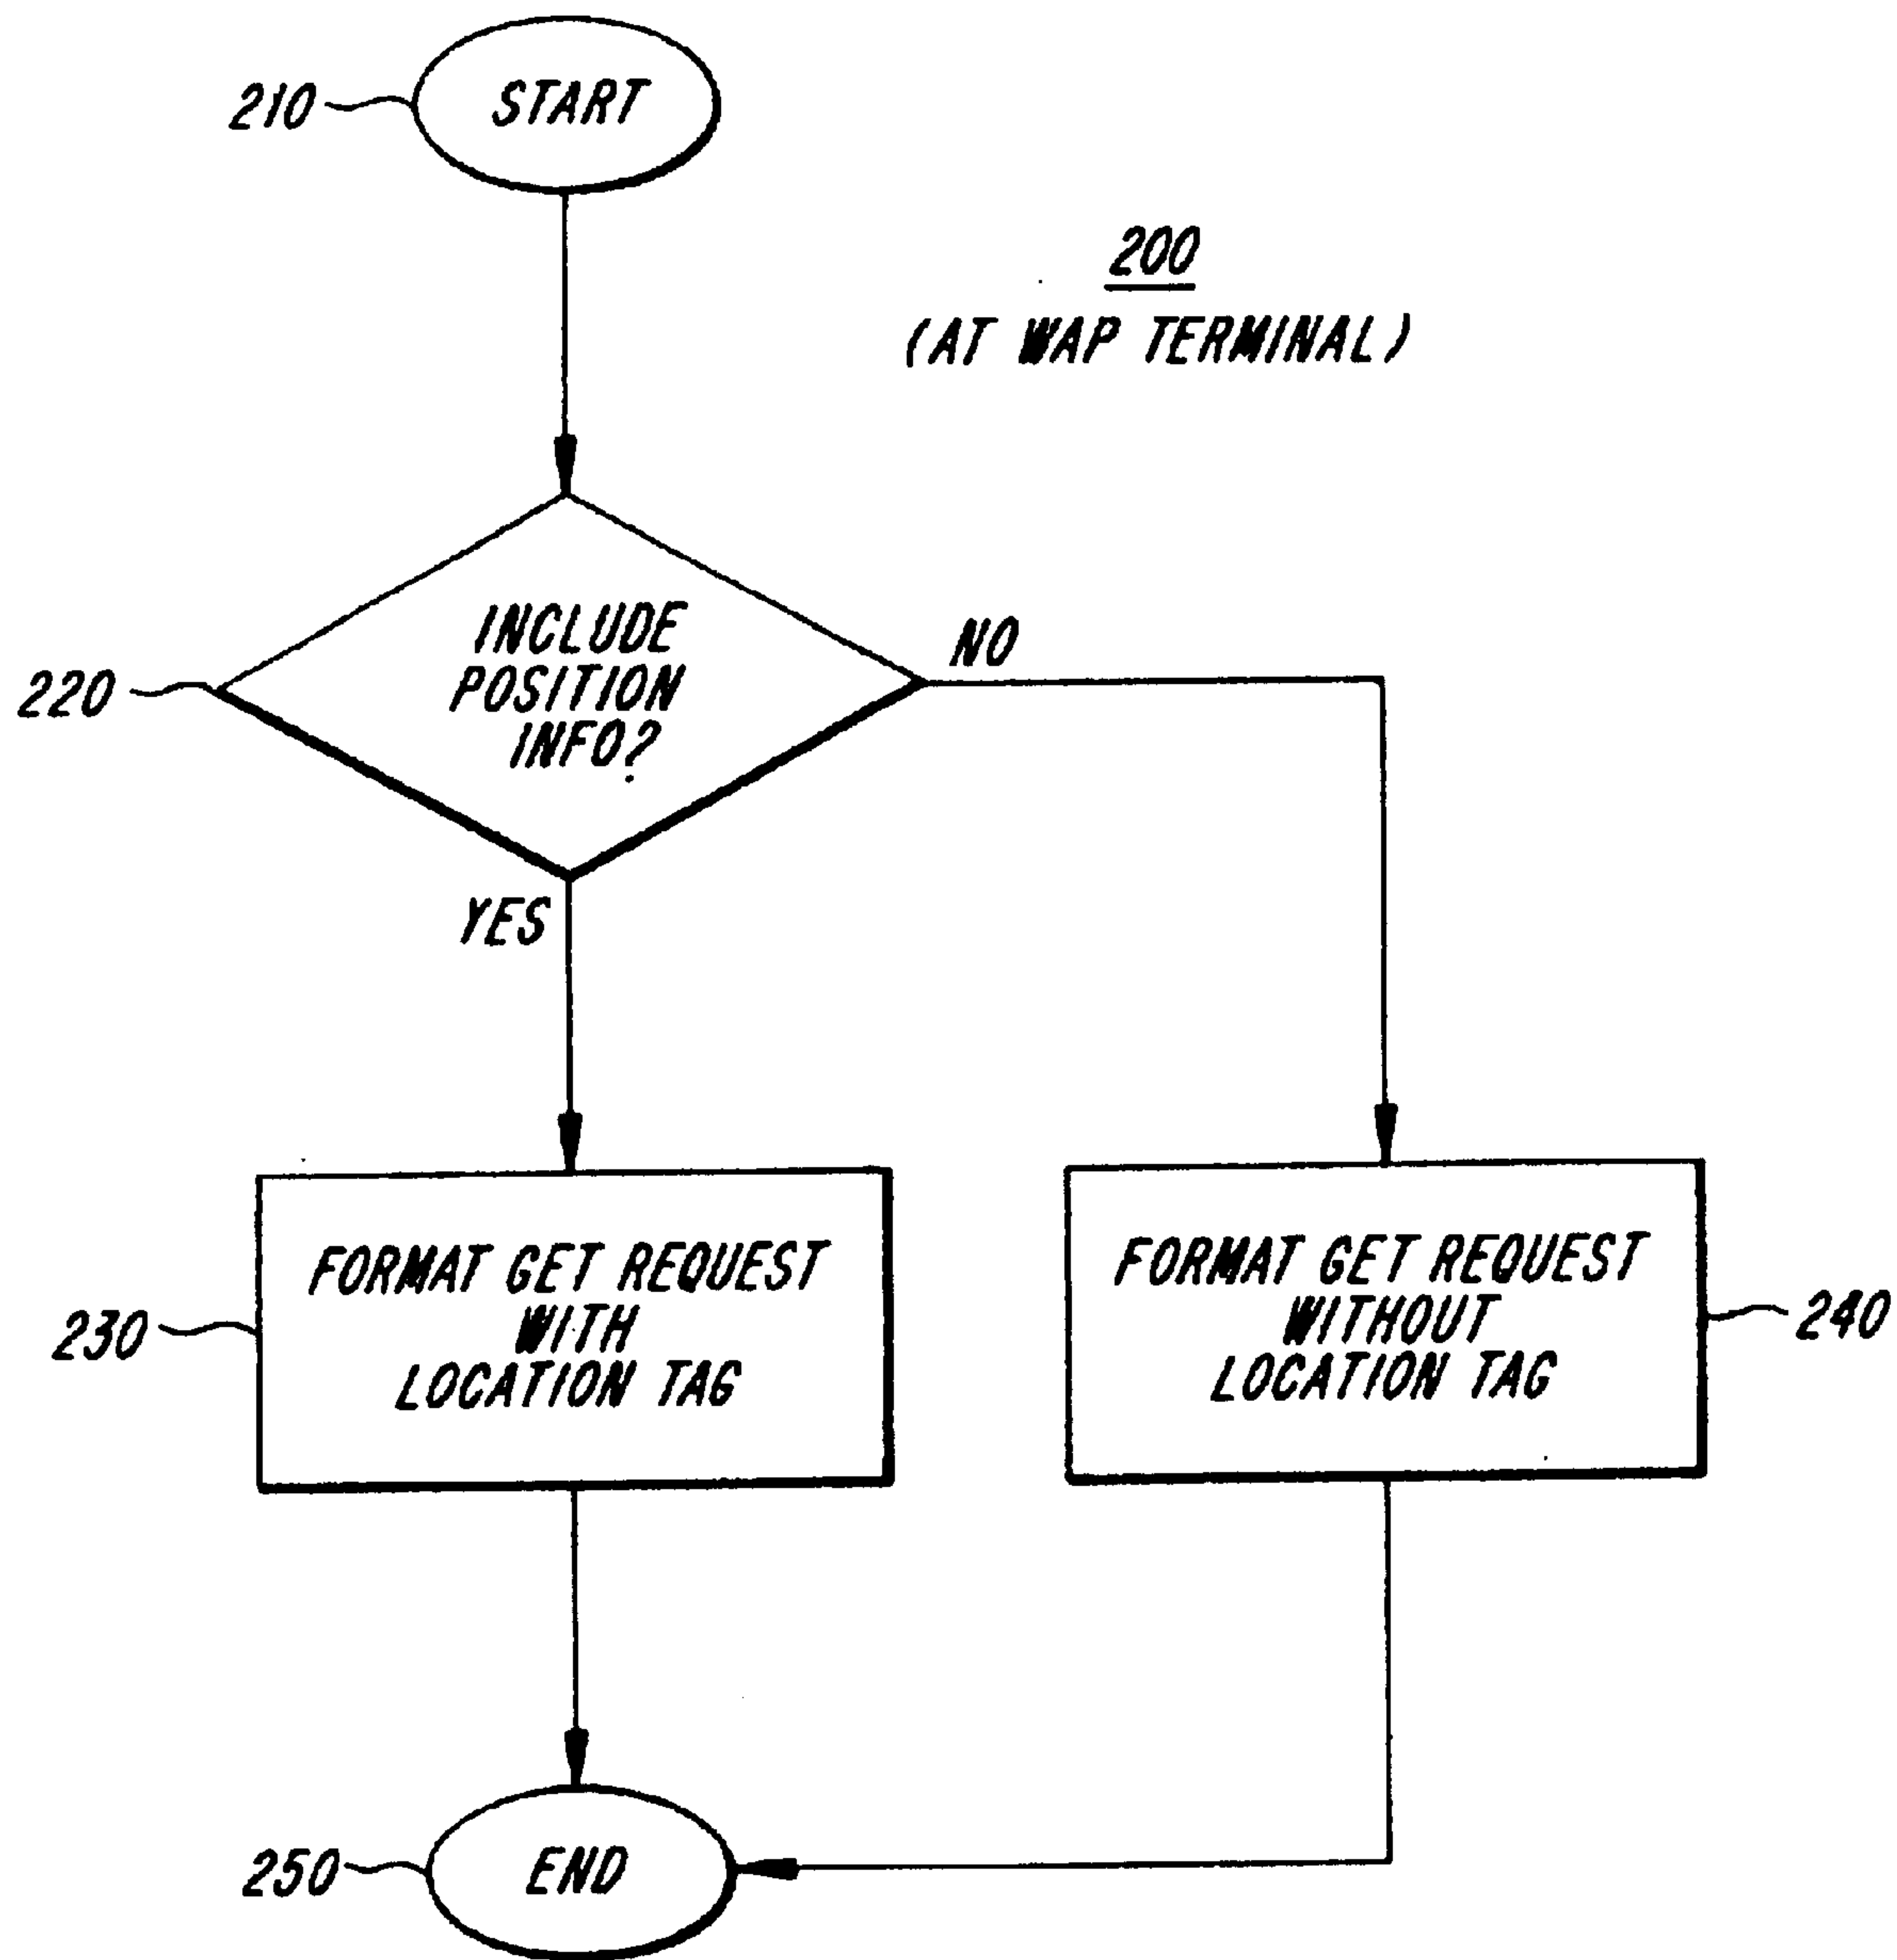 210
START
200
(AT WAP TERMINAL)
220
INCLUDE
POSITION
INFO?
NO
YES
230
FORMAT GET REQUEST
WITH
LOCATION TAG
FORMAT GET REQUEST
WITHOUT
LOCATION TAG
240
250
END